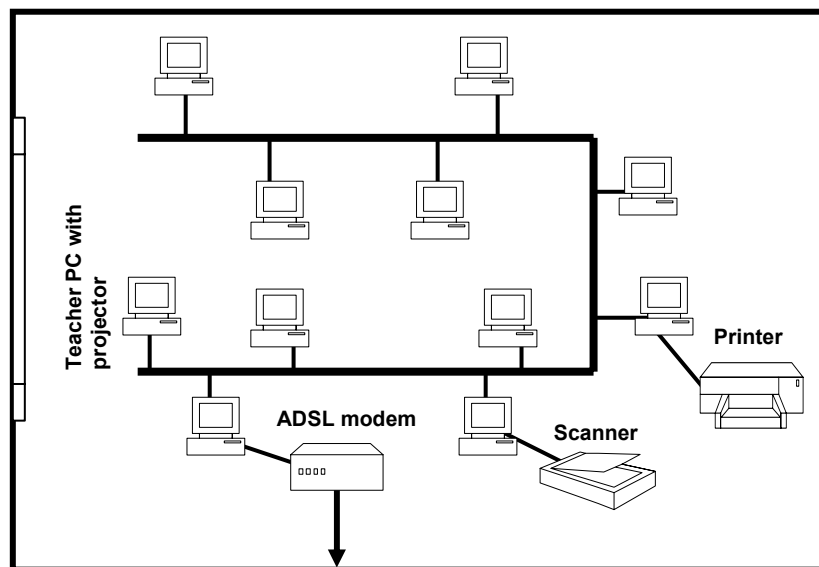 Teacher PC with
projector
Printer
ADSL modem
Scanner